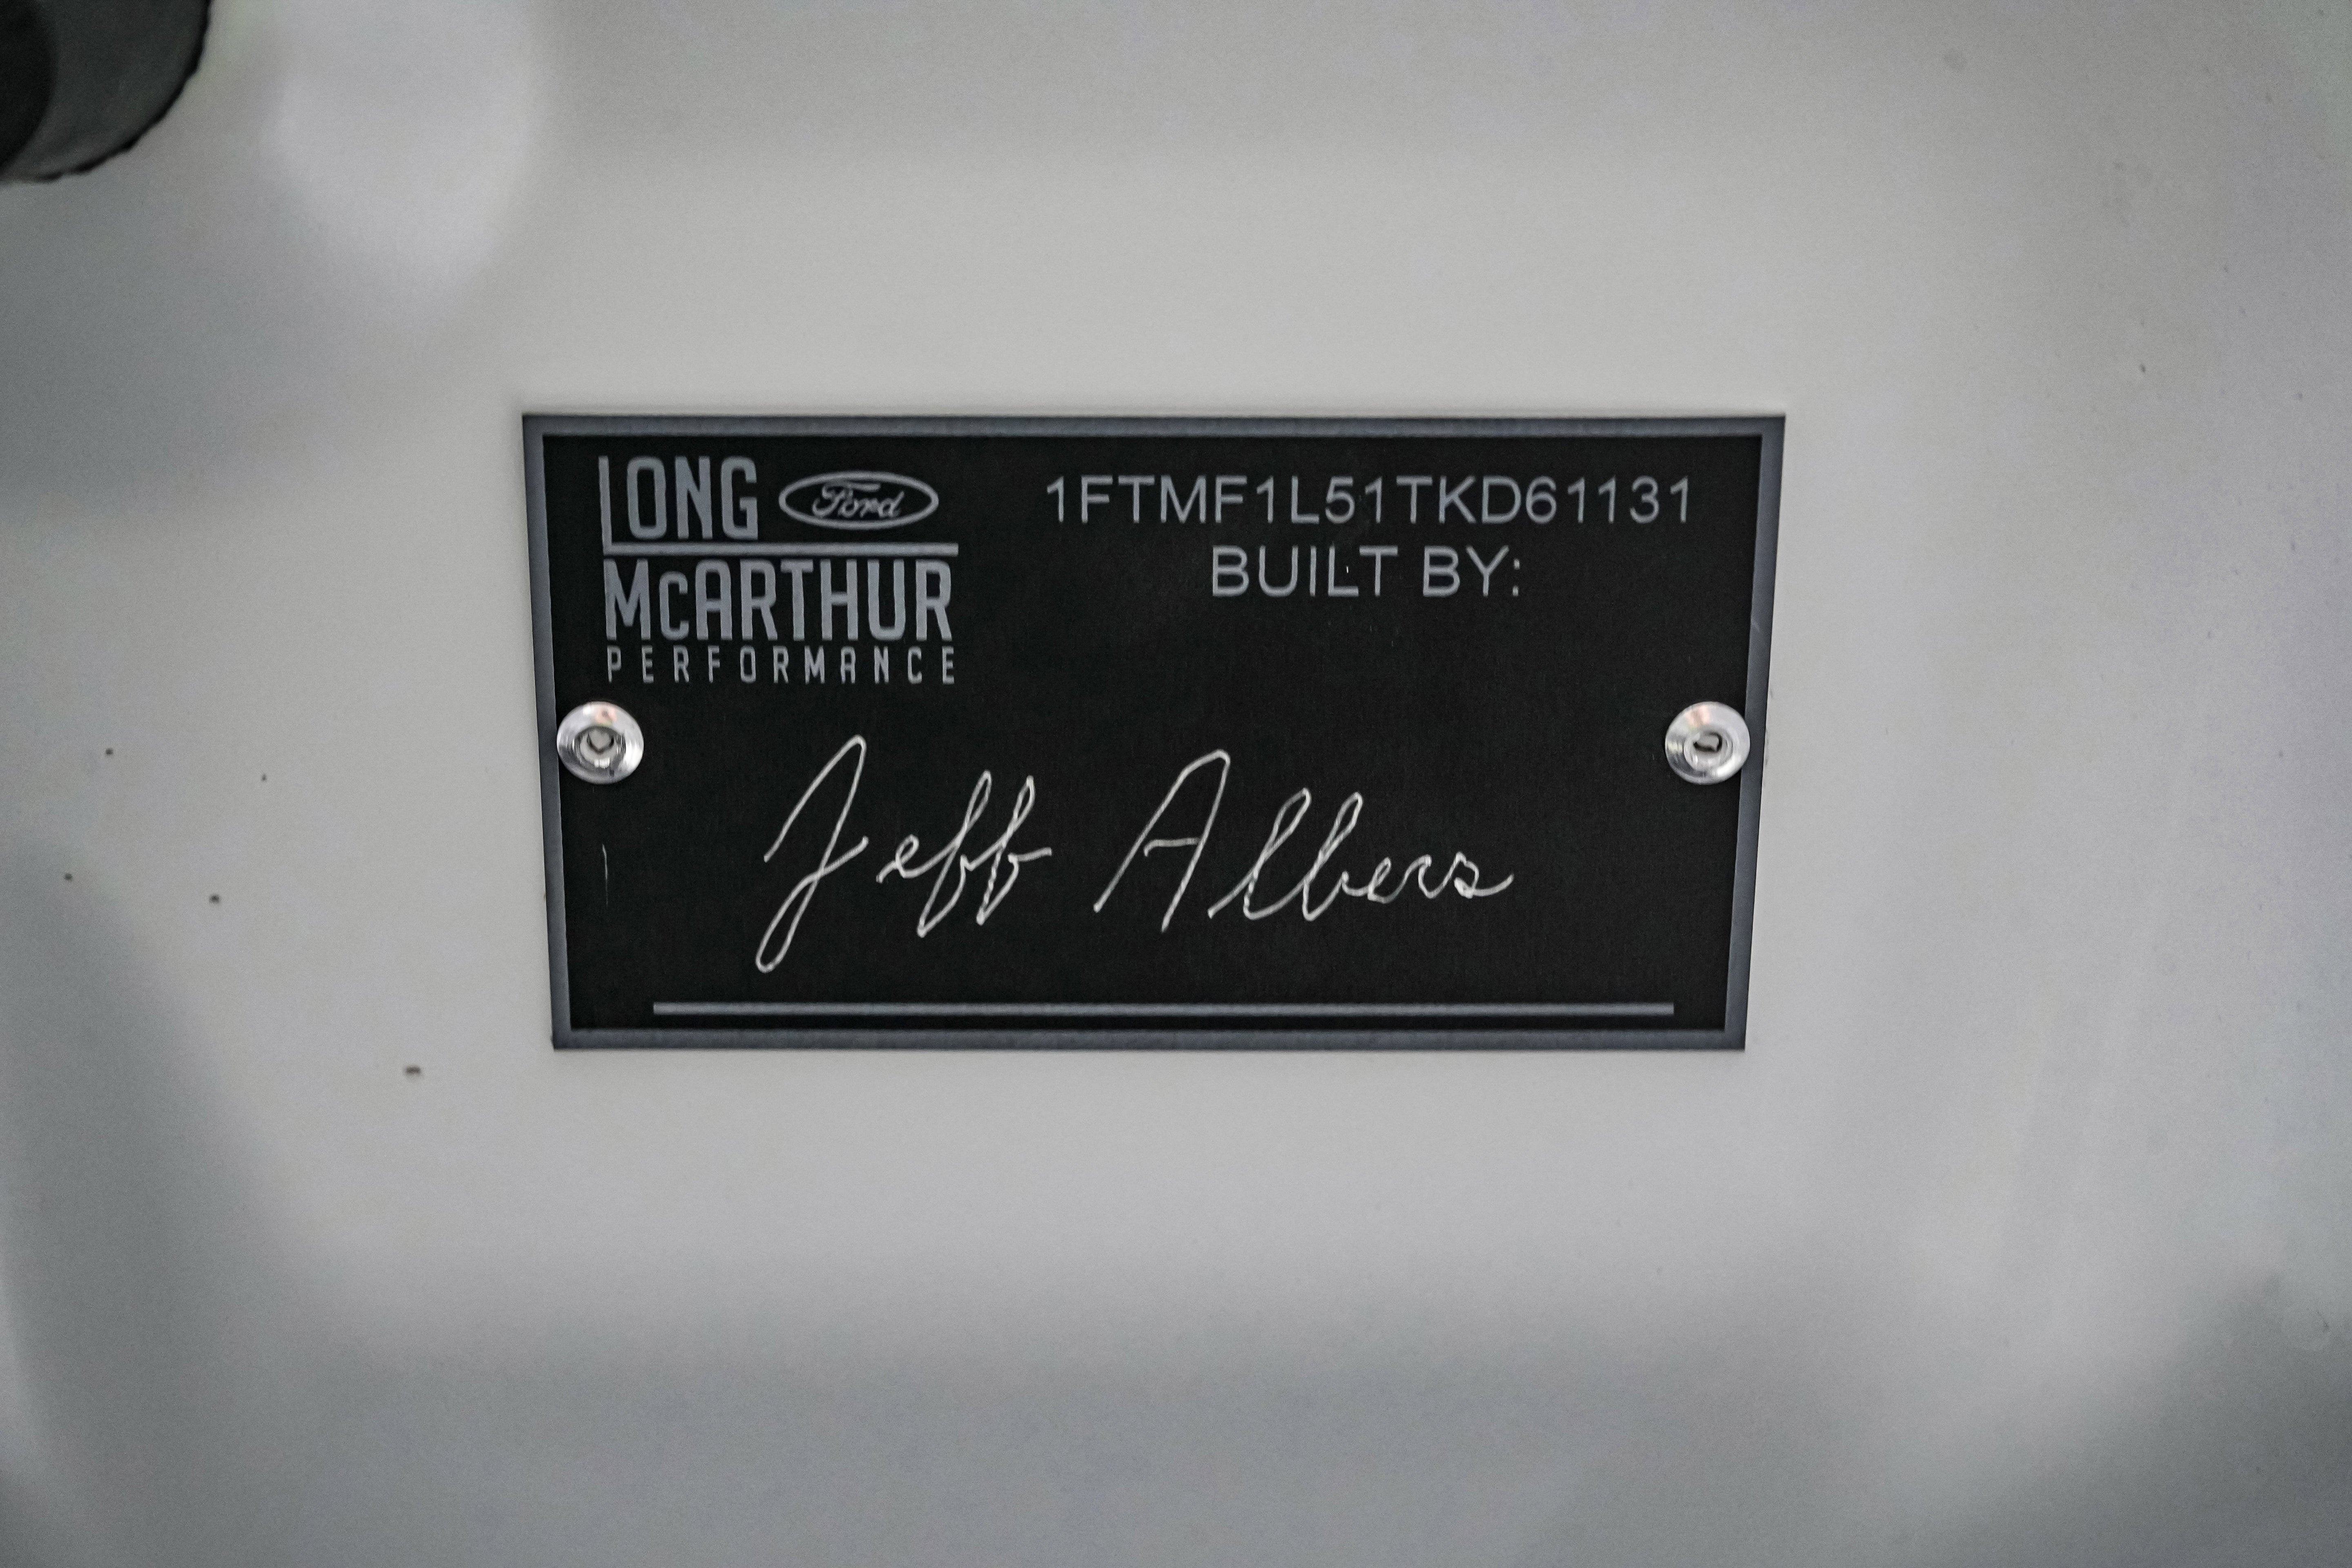 LONG Ford
McARTHUR
PERFORMANCE
1FTMF1L51TKD61131
BUILT BY:
Jeff Albers